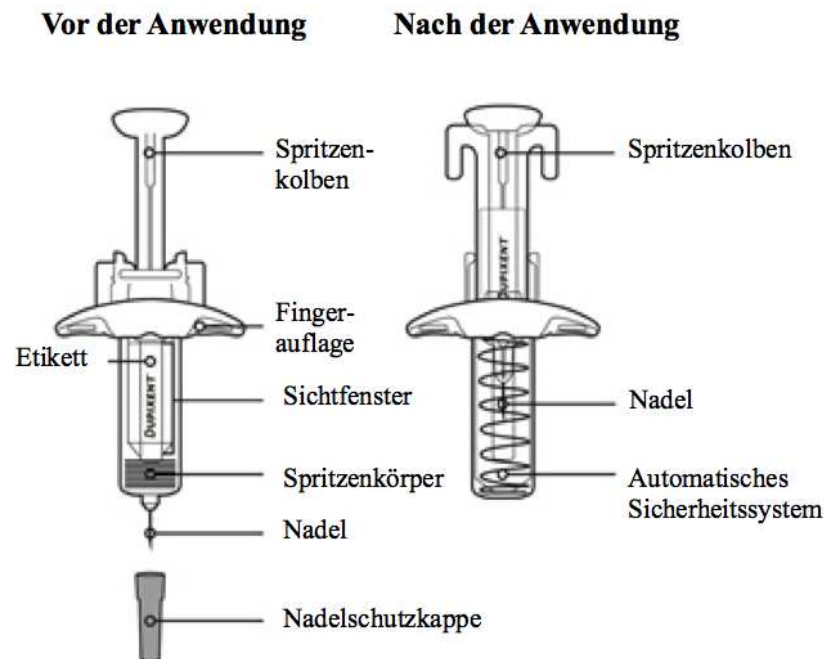 Vor der Anwendung
Nach der Anwendung
Spritzen-
kolben
Finger-
auflage
Etikett
Sichtfenster
DUPIXENT
Spritzenkörper
Nadel
Nadelschutzkappe
Spritzenkolben
DUPIXENT
Nadel
Automatisches
Sicherheitssystem